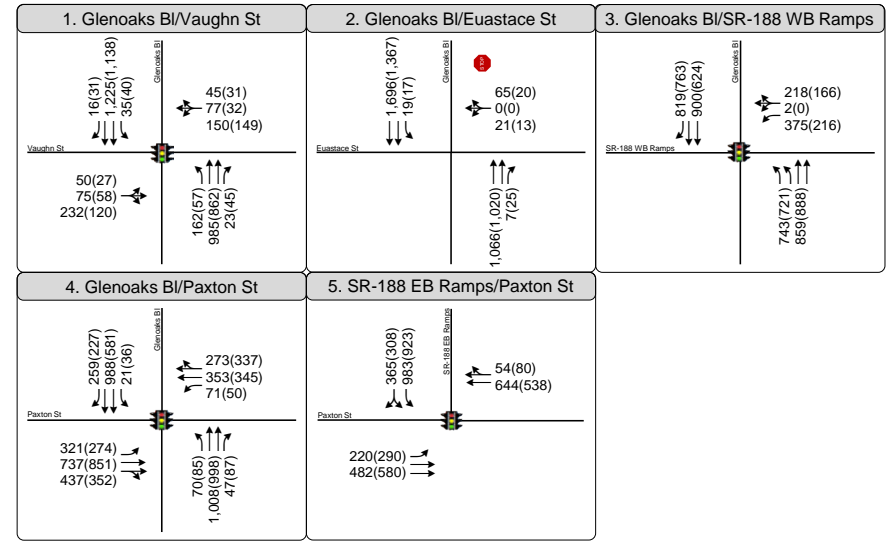 1. Glenoaks Bl/Vaughn St
16(31)
1,225(1,138)
35(40)
Glenoaks Bl
45(31)
77(32)
150(149)
Vaughn St
50(27)
75(58)
232(120)
162(57)
985(862)
23(45)
2. Glenoaks Bl/Euastace St
1,696(1,367)
19(17)
Glenoaks Bl
STOP
65(20)
0(0)
21(13)
Euastace St
1,066(1,020)
7(25)
3. Glenoaks Bl/SR-188 WB Ramps
819(763)
900(624)
Glenoaks Bl
218(166)
2(0)
375(216)
SR-188 WB Ramps
743(721)
859(888)
4. Glenoaks Bl/Paxton St
259(227)
988(581)
21(36)
Glenoaks Bl
273(337)
353(345)
71(50)
Paxton St
321(274)
737(851)
437(352)
70(85)
1,008(998)
47(87)
5. SR-188 EB Ramps/Paxton St
365(308)
983(923)
SR-188 EB Ramps
54(80)
644(538)
Paxton St
220(290)
482(580)